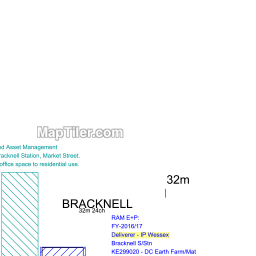 MapTiler.com
nd Asset Management
racknell Station, Market Street.
office space to residential use.
32m
BRACKNELL
32m 24ch
RAM E+P:
FY-2016/17
Deliverer - IP Wessex
Bracknell S/Stn
KE299020 - DC Earth Farm/Mat